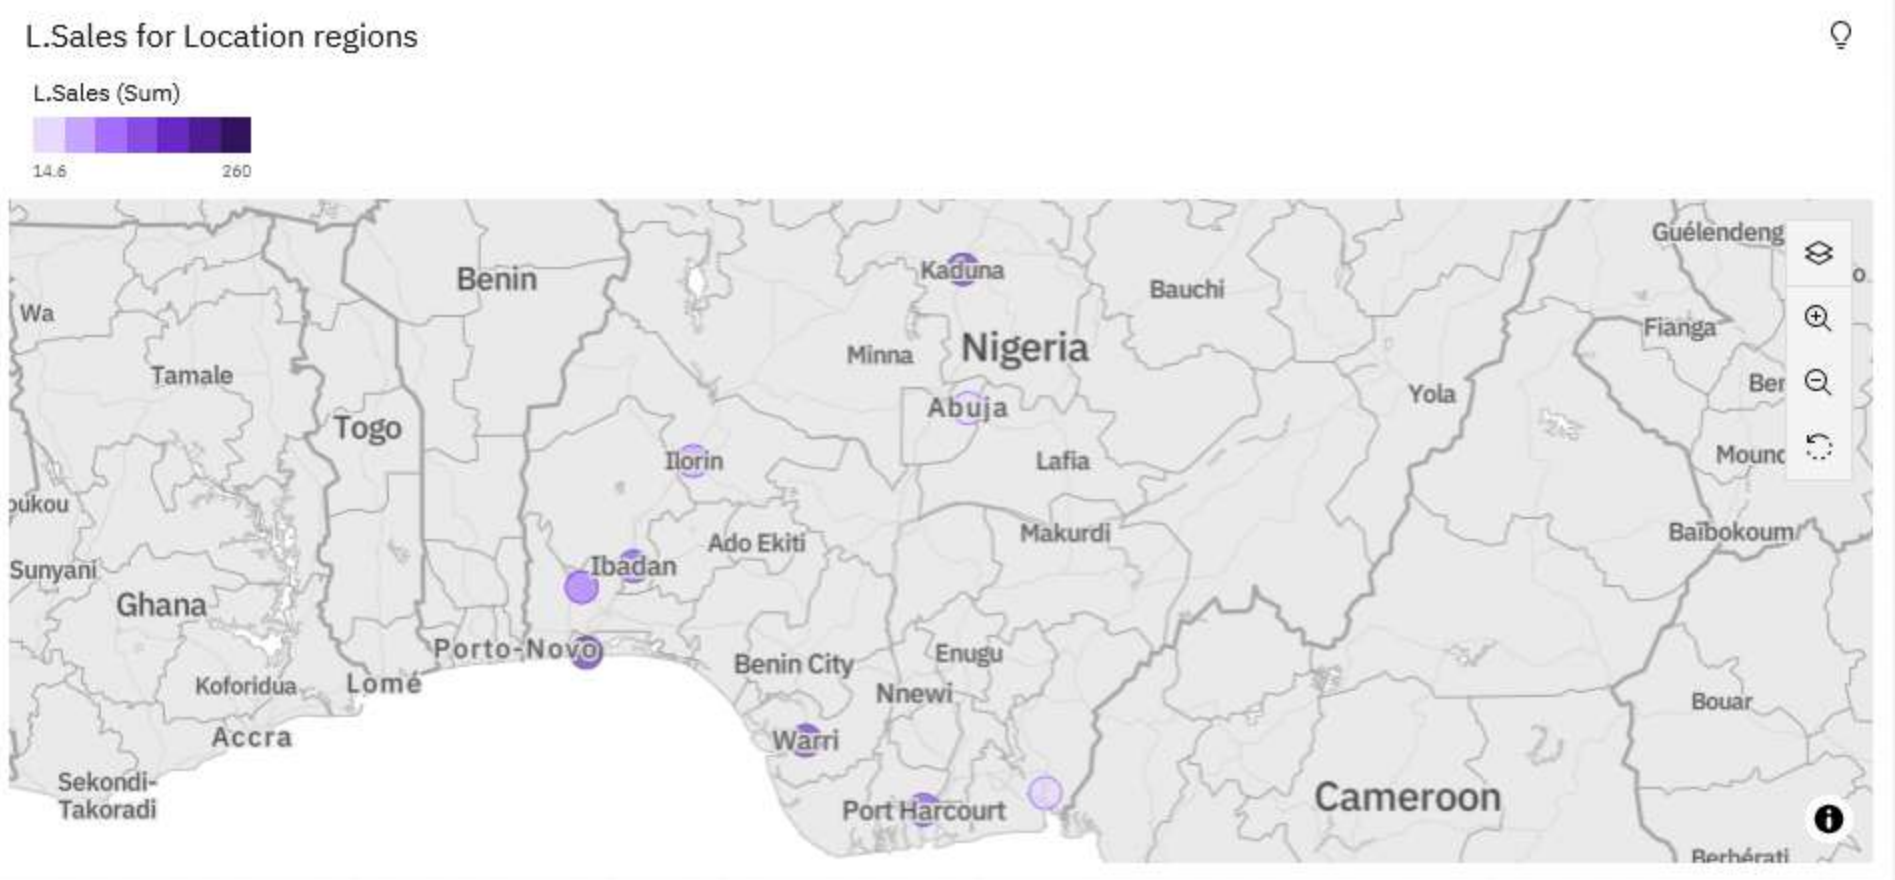 L.Sales for Location regions
L.Sales (Sum)
14.6 260
Guélendeng
Kaduna
Benin
Bauchi
Wa
Fianga
Nigeria
Minna
Tamale
Ber
Yola
Abuja
Togo
Mound
Ilorin
Lafia
oukou
Baïbokoum
Makurdi
Ado Ekiti
Ibadan
Sunyani
Ghana
Porto-Novo
Enugu
Benin City
Lomé
Koforidua
Nnewi
Bouar
Accra
Warri
Sekondi-
Takoradi
Cameroon
Port Harcourt
Berbérati